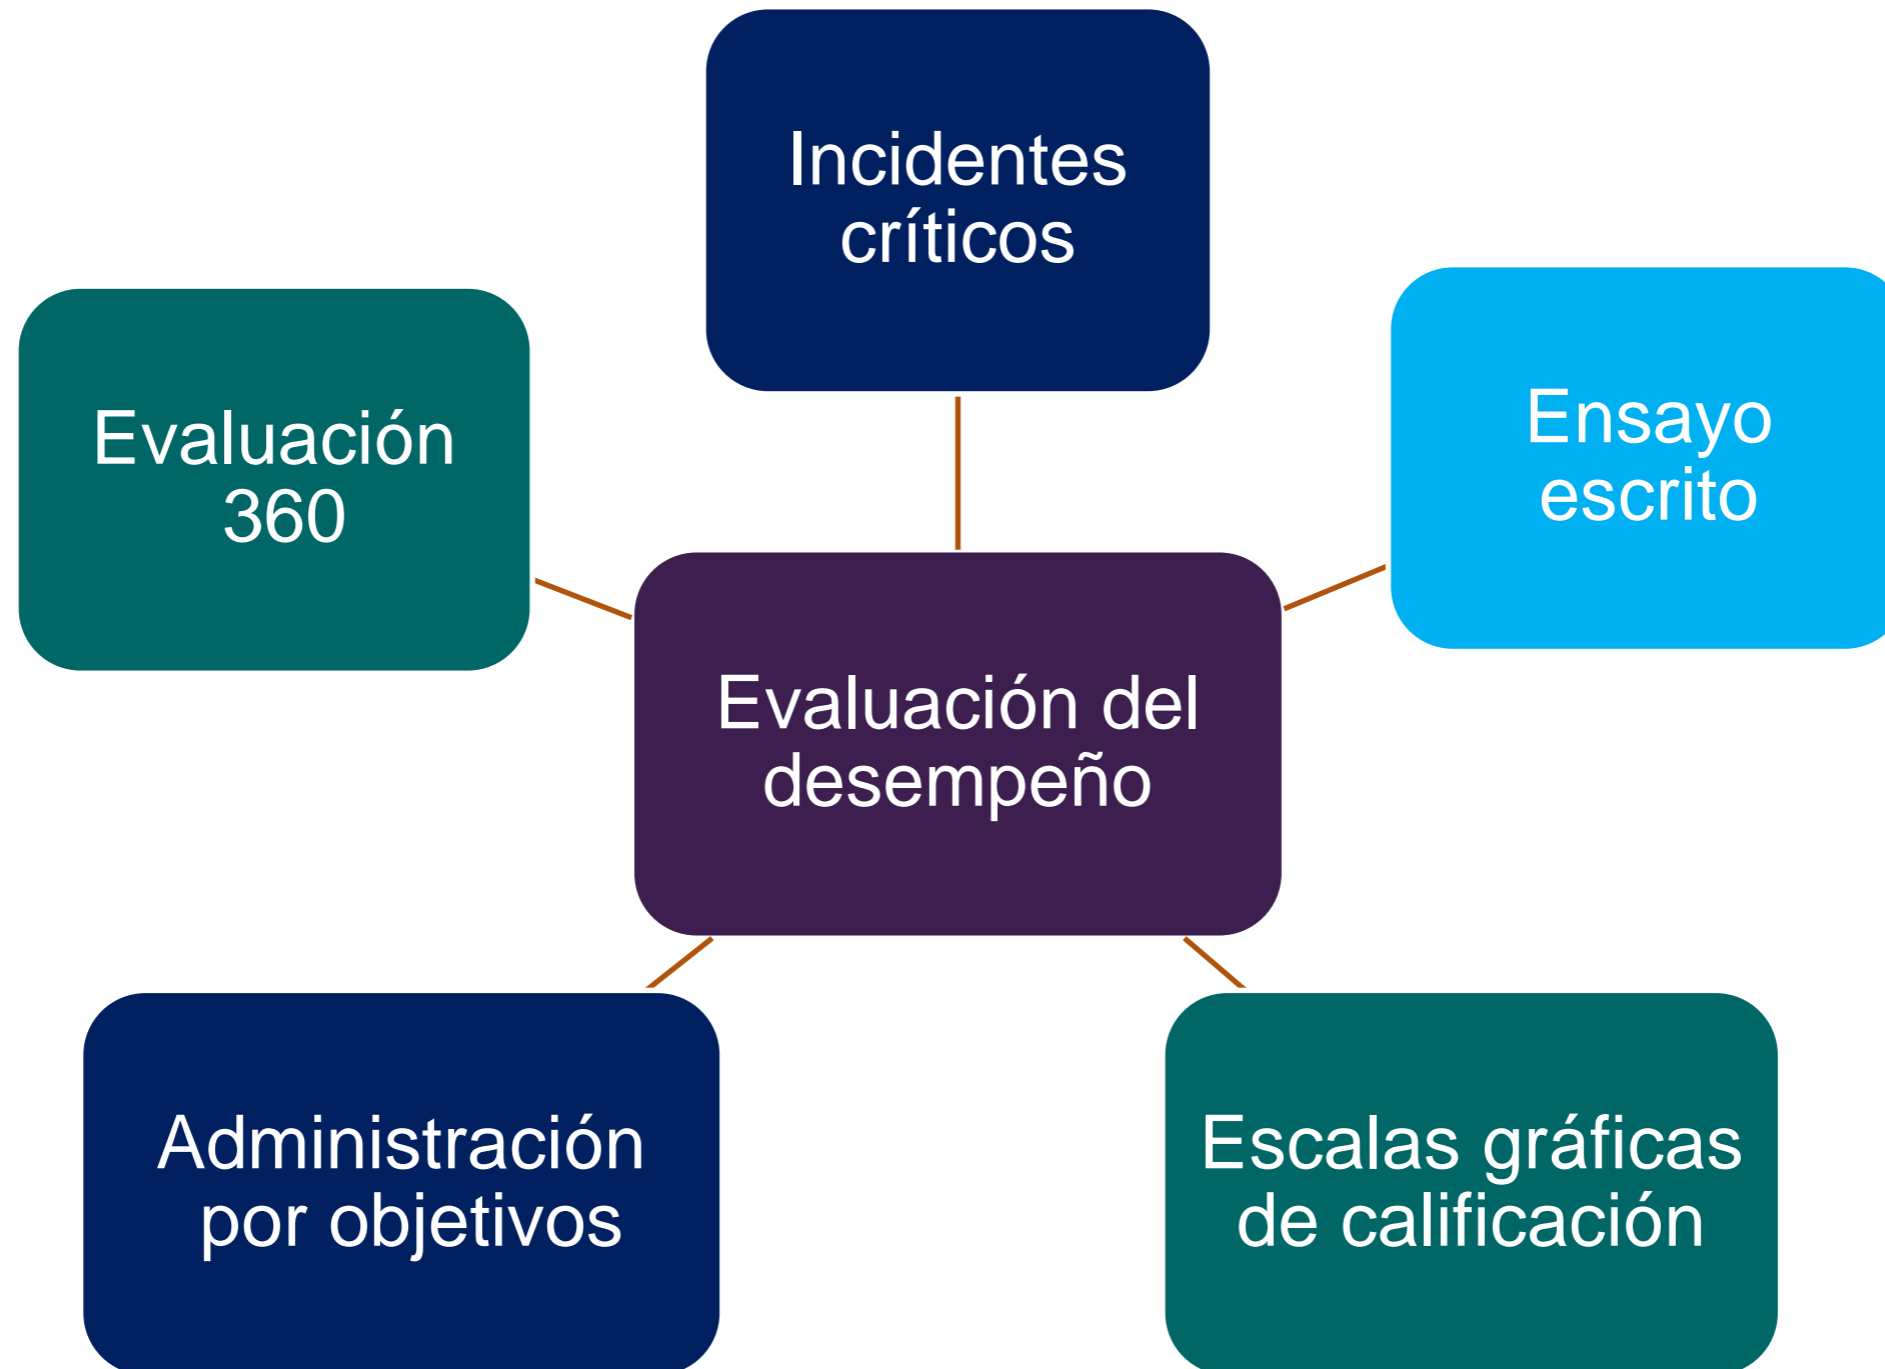 Incidentes
críticos
Ensayo
escrito
Evaluación
360
Evaluación del
desempeño
Administración
por objetivos
Escalas gráficas
de calificación